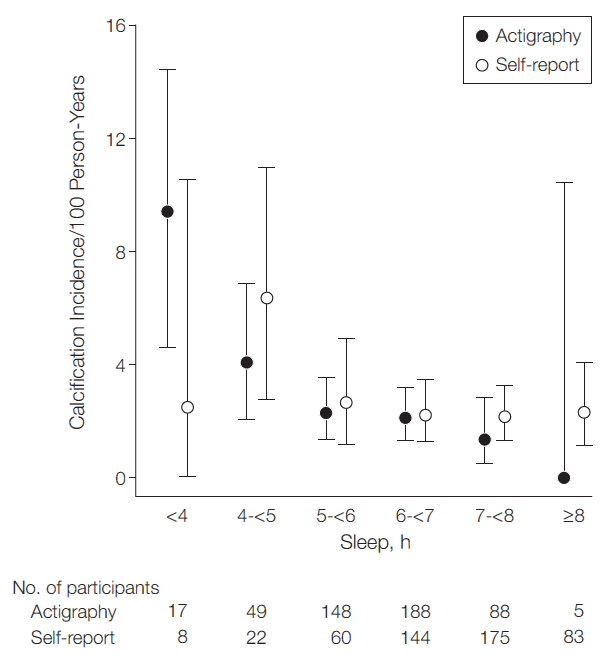 16
12
8
4
0
Calcification Incidence/100 Person-Years
Actigraphy
Self-report
<4 4-<5 5-<6 6-<7 7-<8 ≥8
Sleep, h
No. of participants
Actigraphy 17 49 148 188 88 5
Self-report 8 22 60 144 175 83